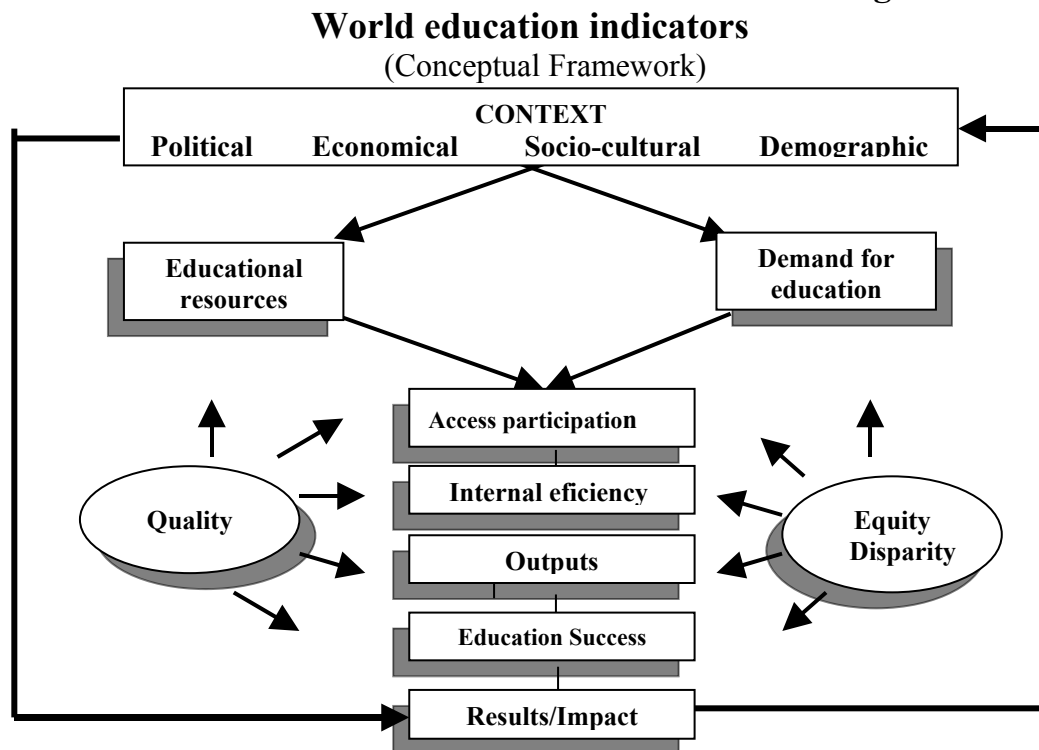 World education indicators
(Conceptual Framework)
CONTEXT
Political Economical Socio-cultural Demographic
Educational
resources
Demand for
education
Access participation
Internal eficiency
Quality
Equity
Disparity
Outputs
Education Success
Results/Impact